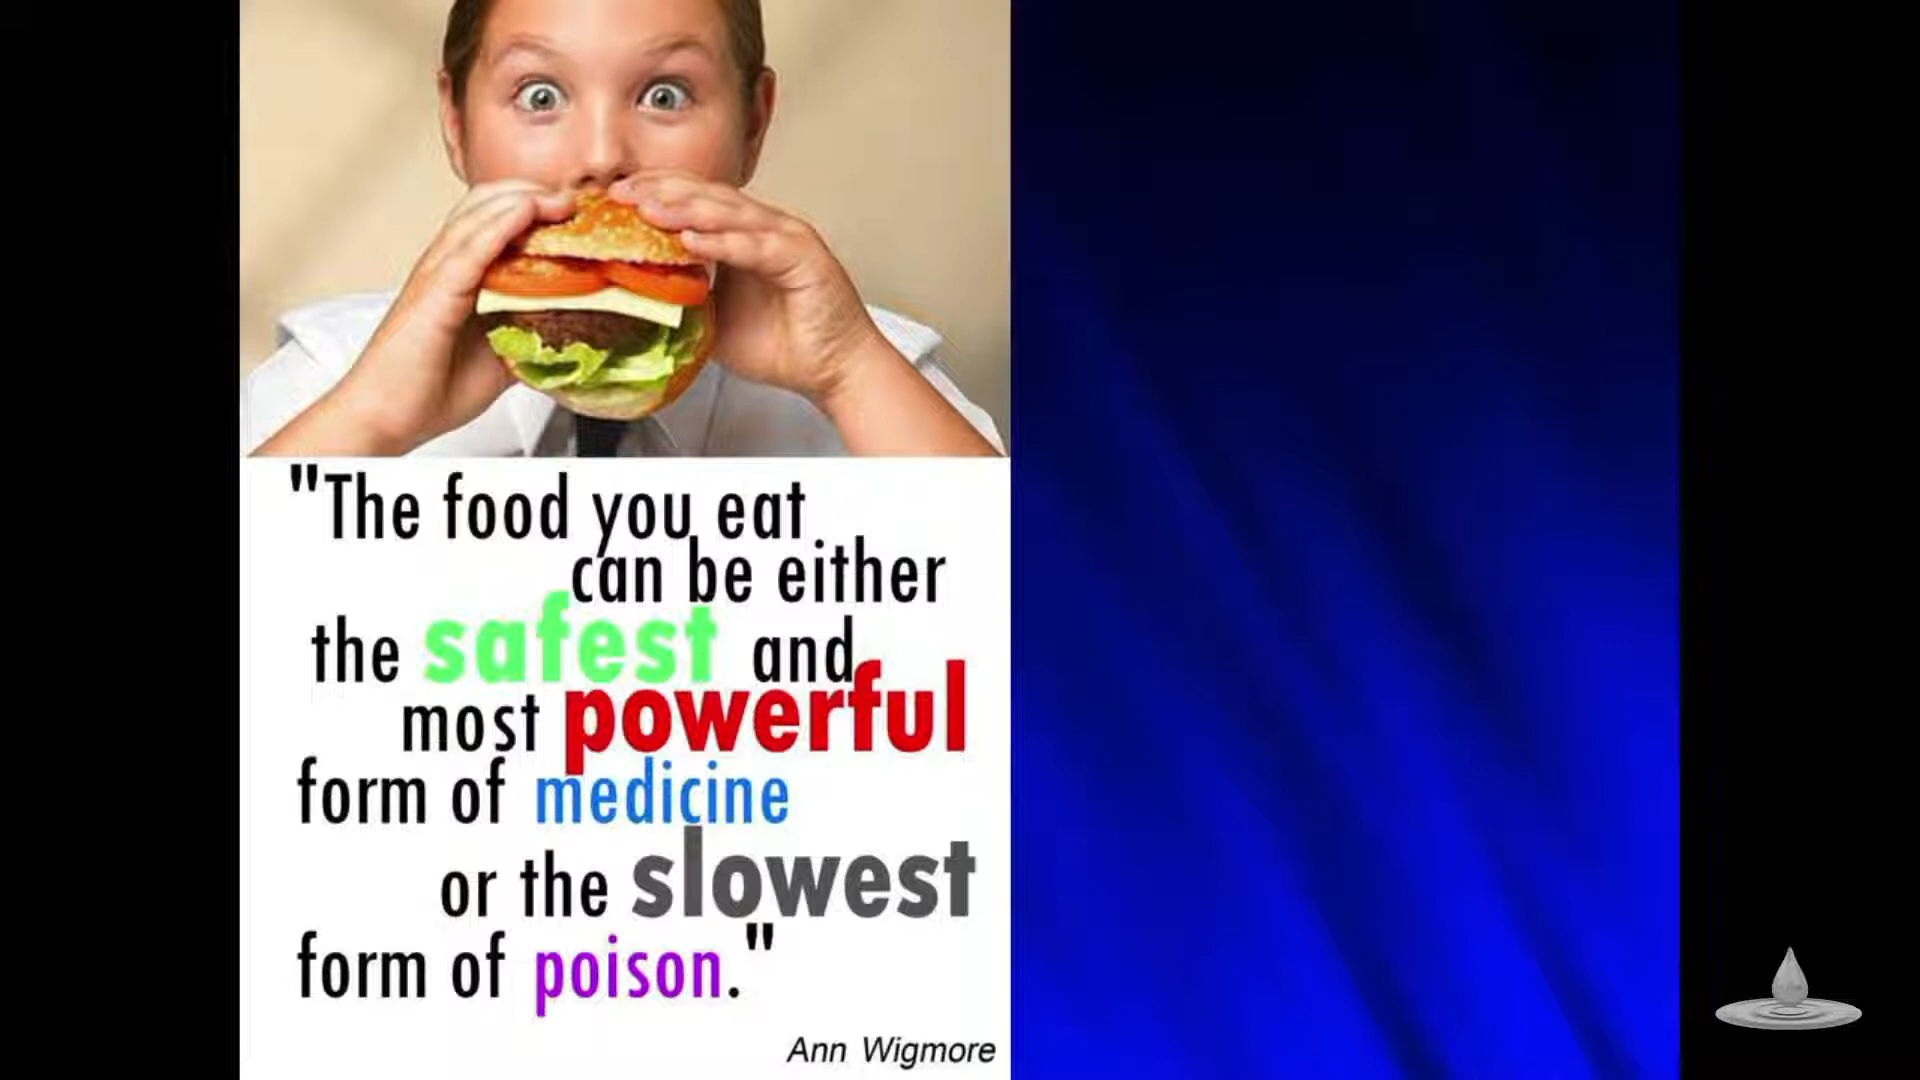 "The food you eat
can be either
the safest and
most powerful
form of medicine
or the slowest
form of poison."
Ann Wigmore